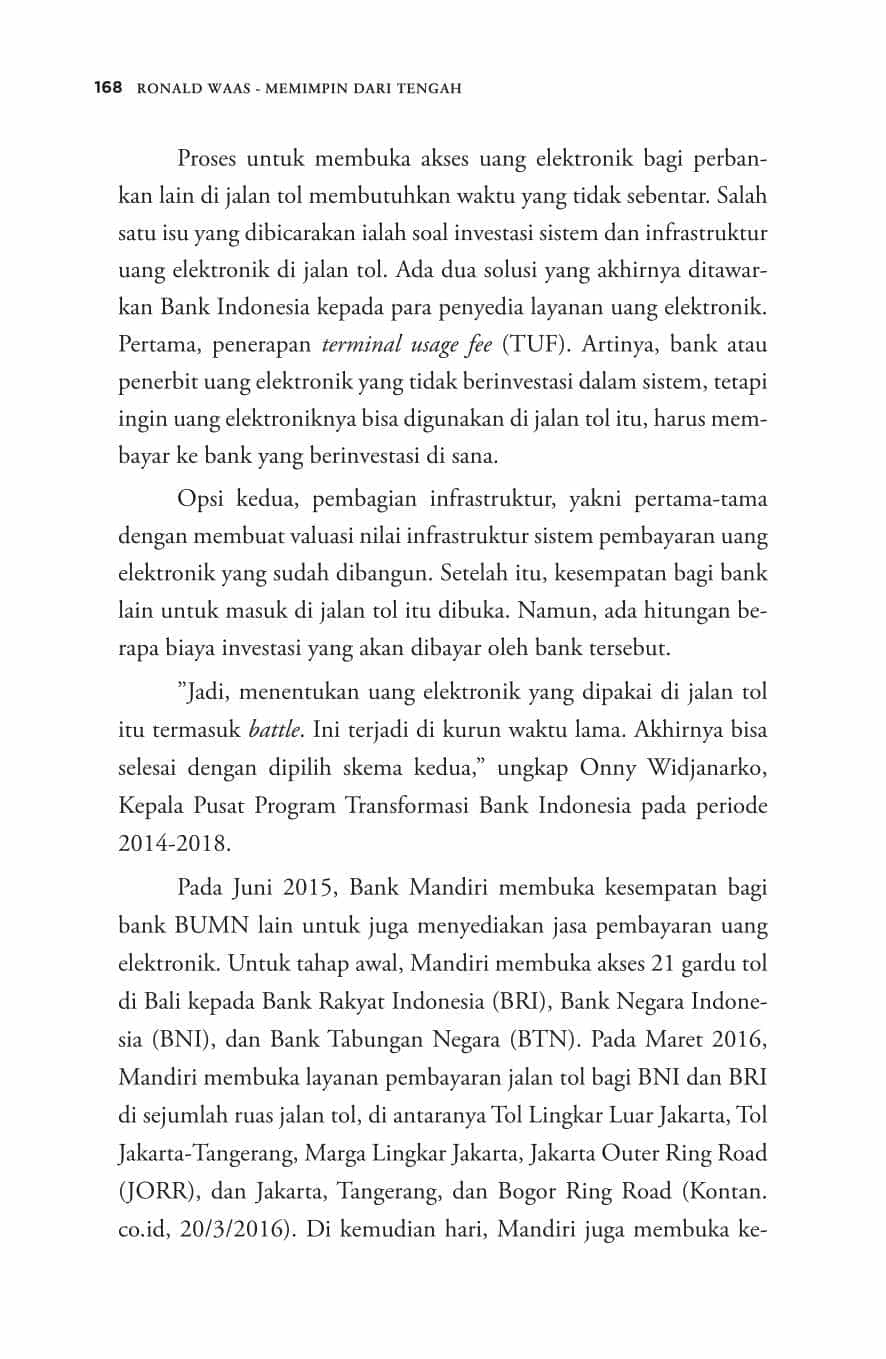 168 RONALD WAAS - MEMIMPIN DARI TENGAH
Proses untuk membuka akses uang elektronik bagi perban-
kan lain di jalan tol membutuhkan waktu yang tidak sebentar. Salah
satu isu yang dibicarakan ialah soal investasi sistem dan infrastruktur
uang elektronik di jalan tol. Ada dua solusi yang akhirnya ditawar-
kan Bank Indonesia kepada para penyedia layanan uang elektronik.
Pertama, penerapan terminal usage fee (TUF). Artinya, bank atau
penerbit uang elektronik yang tidak berinvestasi dalam sistem, tetapi
ingin uang elektroniknya bisa digunakan di jalan tol itu, harus mem-
bayar ke bank yang berinvestasi di sana.
Opsi kedua, pembagian infrastruktur, yakni pertama-tama
dengan membuat valuasi nilai infrastruktur sistem pembayaran uang
elektronik yang sudah dibangun. Setelah itu, kesempatan bagi bank
lain untuk masuk di jalan tol itu dibuka. Namun, ada hitungan be-
rapa biaya investasi yang akan dibayar oleh bank tersebut.
”Jadi, menentukan uang elektronik yang dipakai di jalan tol
itu termasuk battle. Ini terjadi di kurun waktu lama. Akhirnya bisa
selesai dengan dipilih skema kedua,” ungkap Onny Widjanarko,
Kepala Pusat Program Transformasi Bank Indonesia pada periode
2014-2018.
Pada Juni 2015, Bank Mandiri membuka kesempatan bagi
bank BUMN lain untuk juga menyediakan jasa pembayaran uang
elektronik. Untuk tahap awal, Mandiri membuka akses 21 gardu tol
di Bali kepada Bank Rakyat Indonesia (BRI), Bank Negara Indone-
sia (BNI), dan Bank Tabungan Negara (BTN). Pada Maret 2016,
Mandiri membuka layanan pembayaran jalan tol bagi BNI dan BRI
di sejumlah ruas jalan tol, di antaranya Tol Lingkar Luar Jakarta, Tol
Jakarta-Tangerang, Marga Lingkar Jakarta, Jakarta Outer Ring Road
(JORR), dan Jakarta, Tangerang, dan Bogor Ring Road (Kontan.
co.id, 20/3/2016). Di kemudian hari, Mandiri juga membuka ke-